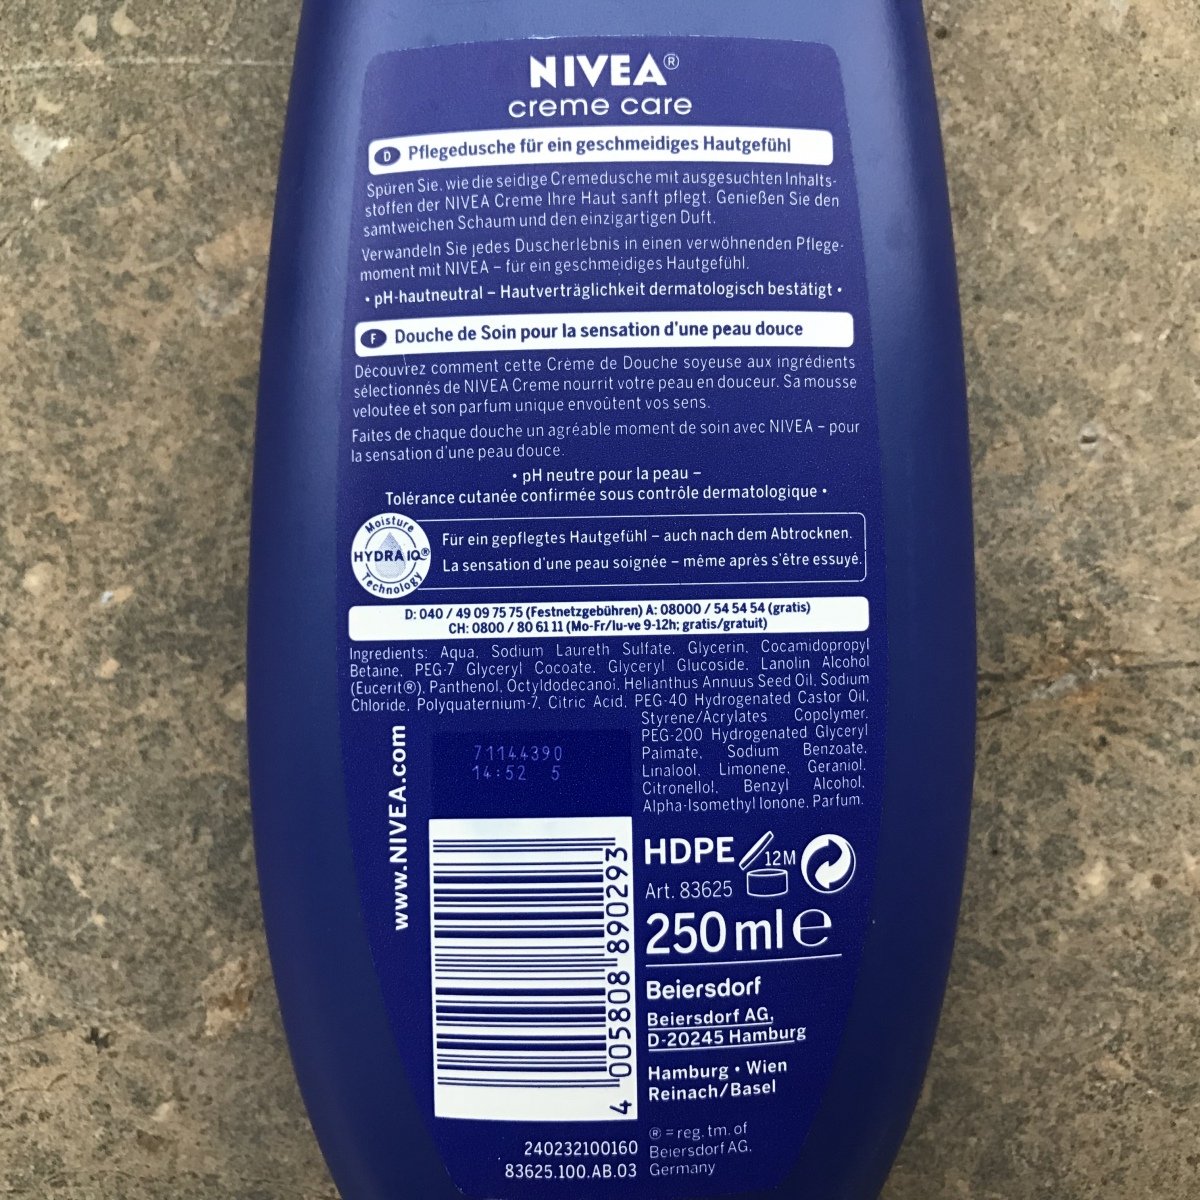 NIVEA®
creme care
D Pflegedusche für ein geschmeidiges Hautgefühl
Spüren Sie, wie die seidige Cremedusche mit ausgesuchten Inhalts-
stoffen der NIVEA Creme Ihre Haut sanft pflegt. Genießen Sie den
samtweichen Schaum und den einzigartigen Duft.
Verwandeln Sie jedes Duscherlebnis in einen verwöhnenden Pflege-
moment mit NIVEA – für ein geschmeidiges Hautgefühl.
• pH-hautneutral – Hautverträglichkeit dermatologisch bestätigt •
F Douche de Soin pour la sensation d'une peau douce
Découvrez comment cette Crème de Douche soyeuse aux ingrédients
sélectionnés de NIVEA Creme nourrit votre peau en douceur. Sa mousse
veloutée et son parfum unique envoûtent vos sens.
Faites de chaque douche un agréable moment de soin avec NIVEA – pour
la sensation d'une peau douce.
• pH neutre pour la peau –
Tolérance cutanée confirmée sous contrôle dermatologique •
Moisture
HYDRA IQ®
Technology
Für ein gepflegtes Hautgefühl – auch nach dem Abtrocknen.
La sensation d'une peau soignée – même après s'être essuyé.
D: 040 / 49 09 75 75 (Festnetzgebühren) A: 08000 / 54 54 54 (gratis)
CH: 0800 / 80 61 11 (Mo-Fr/lu-ve 9-12h; gratis/gratuit)
Ingredients: Aqua, Sodium Laureth Sulfate, Glycerin, Cocamidopropyl
Betaine, PEG-7 Glyceryl Cocoate, Glyceryl Glucoside, Lanolin Alcohol
(Eucerit®), Panthenol, Octyldodecanol, Helianthus Annuus Seed Oil, Sodium
Chloride, Polyquaternium-7, Citric Acid, PEG-40 Hydrogenated Castor Oil,
Styrene/Acrylates Copolymer,
PEG-200 Hydrogenated Glyceryl
Palmate, Sodium Benzoate,
Linalool, Limonene, Geraniol,
Citronellol, Benzyl Alcohol,
Alpha-Isomethyl Ionone, Parfum.
71144390
14:52 5
www.NIVEA.com
4 005808 890293
HDPE
12M
Art. 83625
250 ml e
Beiersdorf
Beiersdorf AG,
D-20245 Hamburg
Hamburg • Wien
Reinach/Basel
240232100160
83625.100.AB.03
® = reg. tm. of
Beiersdorf AG,
Germany